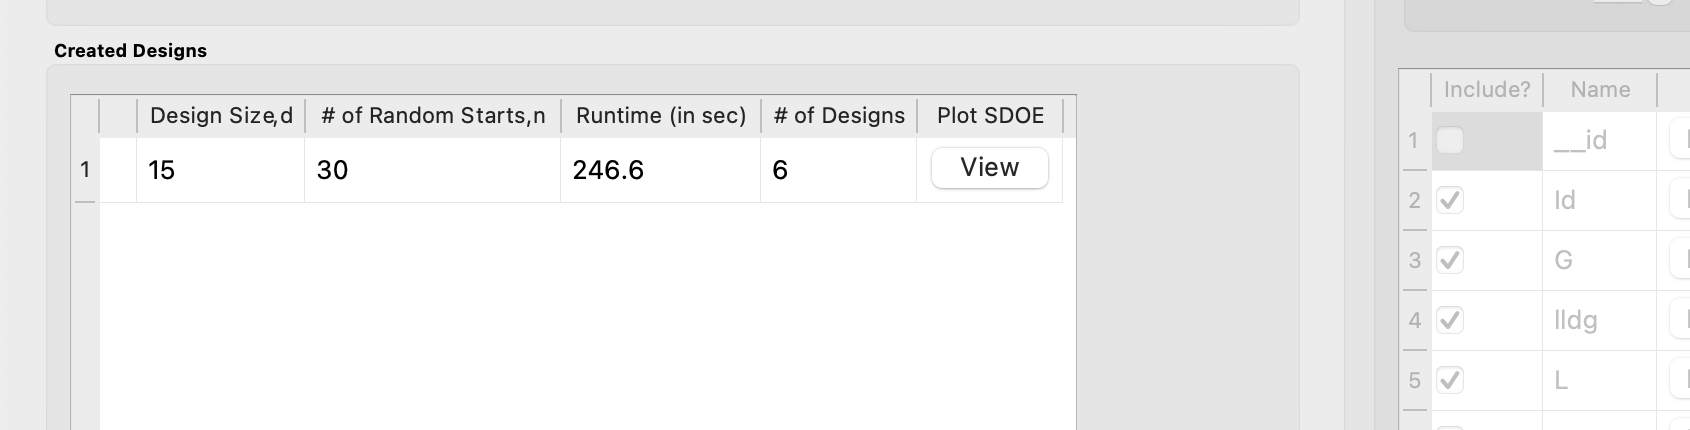 Created Designs
Design Size,d # of Random Starts,n Runtime (in sec) # of Designs Plot SDOE
1 15 30 246.6 6 View
Include? Name
1 __id
2 Id
3 G
4 lldg
5 L